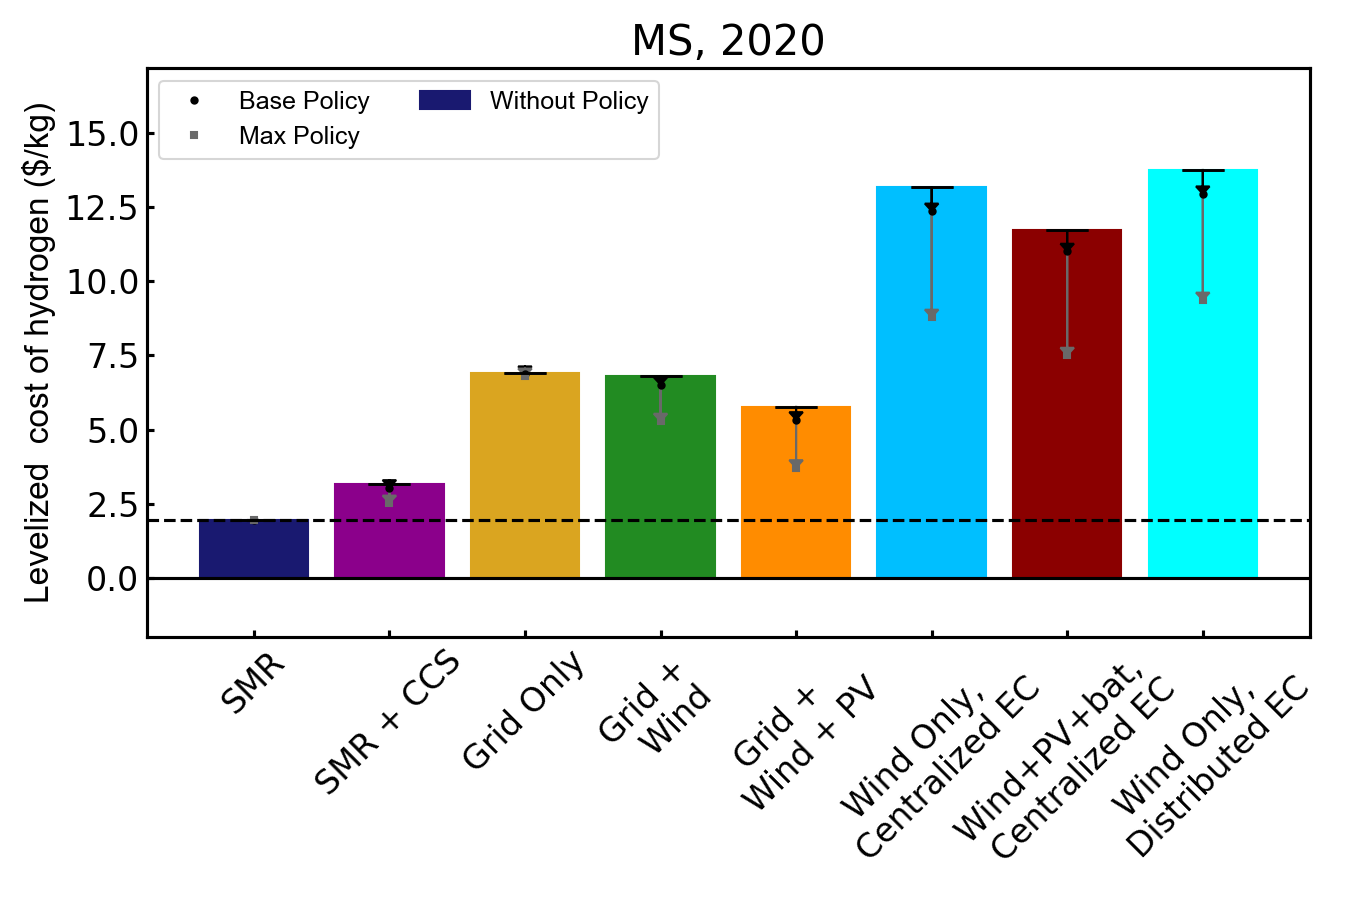 MS, 2020
Base Policy
Max Policy
Without Policy
Levelized  cost of hydrogen ($/kg)
15.0
12.5
10.0
7.5
5.0
2.5
0.0
SMR
SMR + CCS
Grid Only
Grid +
Wind
Grid +
Wind + PV
Wind Only,
Centralized EC
Wind+PV+bat,
Centralized EC
Wind Only,
Distributed EC